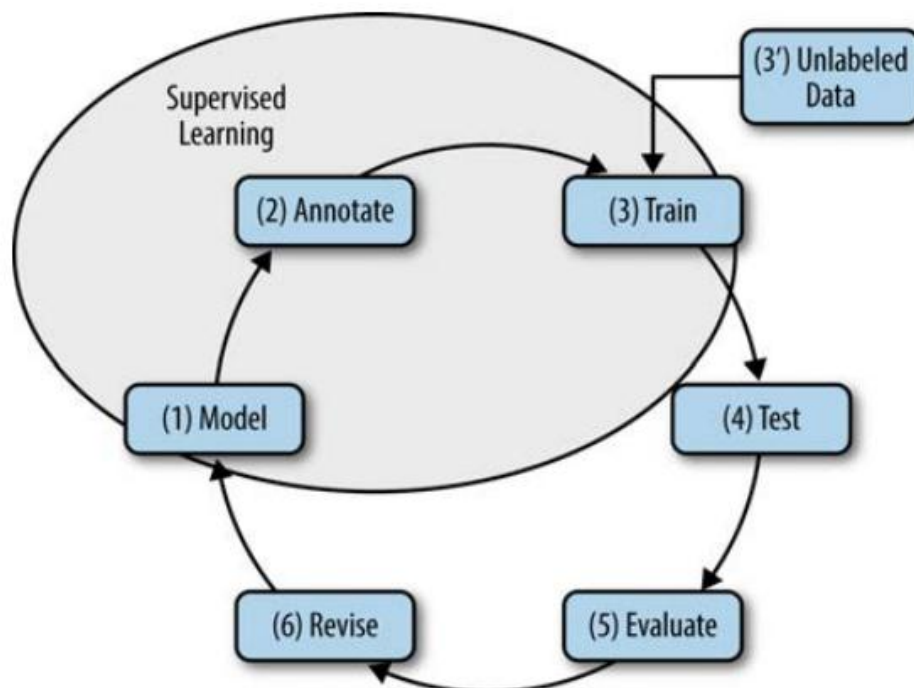 Supervised
Learning
(3') Unlabeled
Data
(2) Annotate
(3) Train
(1) Model
(4) Test
(6) Revise
(5) Evaluate